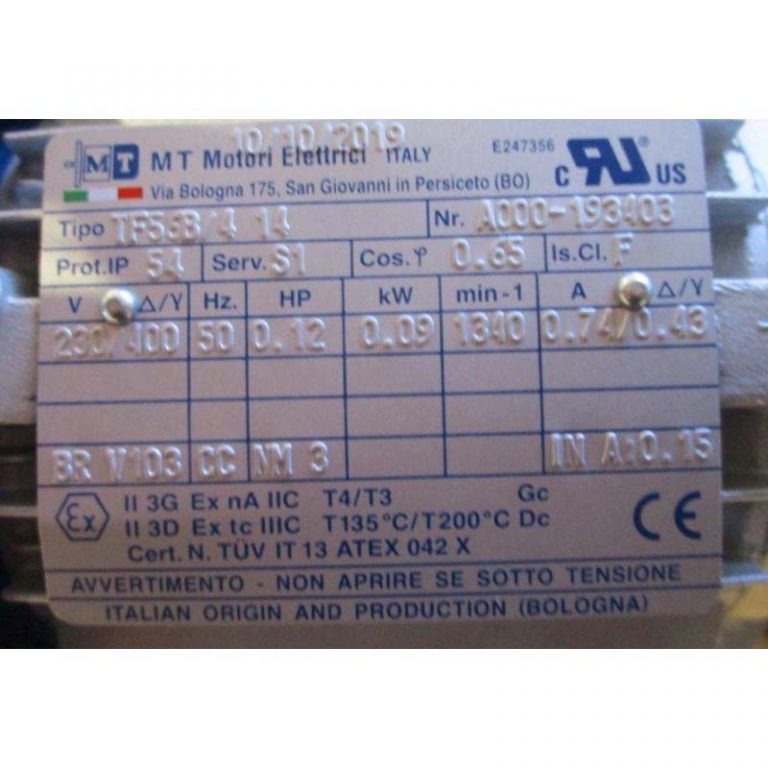 10/10/2019
MT MT Motori Elettrici ITALY E247356
Via Bologna 175, San Giovanni in Persiceto (BO) C RU US
Tipo TF56B/4 14 Nr. A000-193403
Prot.IP 54 Serv. S1 Cos.φ 0.65 Is.Cl. F
V Δ/Y Hz. HP kW min-1 A Δ/Y
230/400 50 0.12 0.09 1340 0.74/0.43
BR V103 CC NM 3 IN A:0.15
Ex II 3G Ex nA IIC T4/T3 Gc
II 3D Ex tc IIIC T135°C/T200°C Dc CE
Cert. N. TÜV IT 13 ATEX 042 X
AVVERTIMENTO - NON APRIRE SE SOTTO TENSIONE
ITALIAN ORIGIN AND PRODUCTION (BOLOGNA)